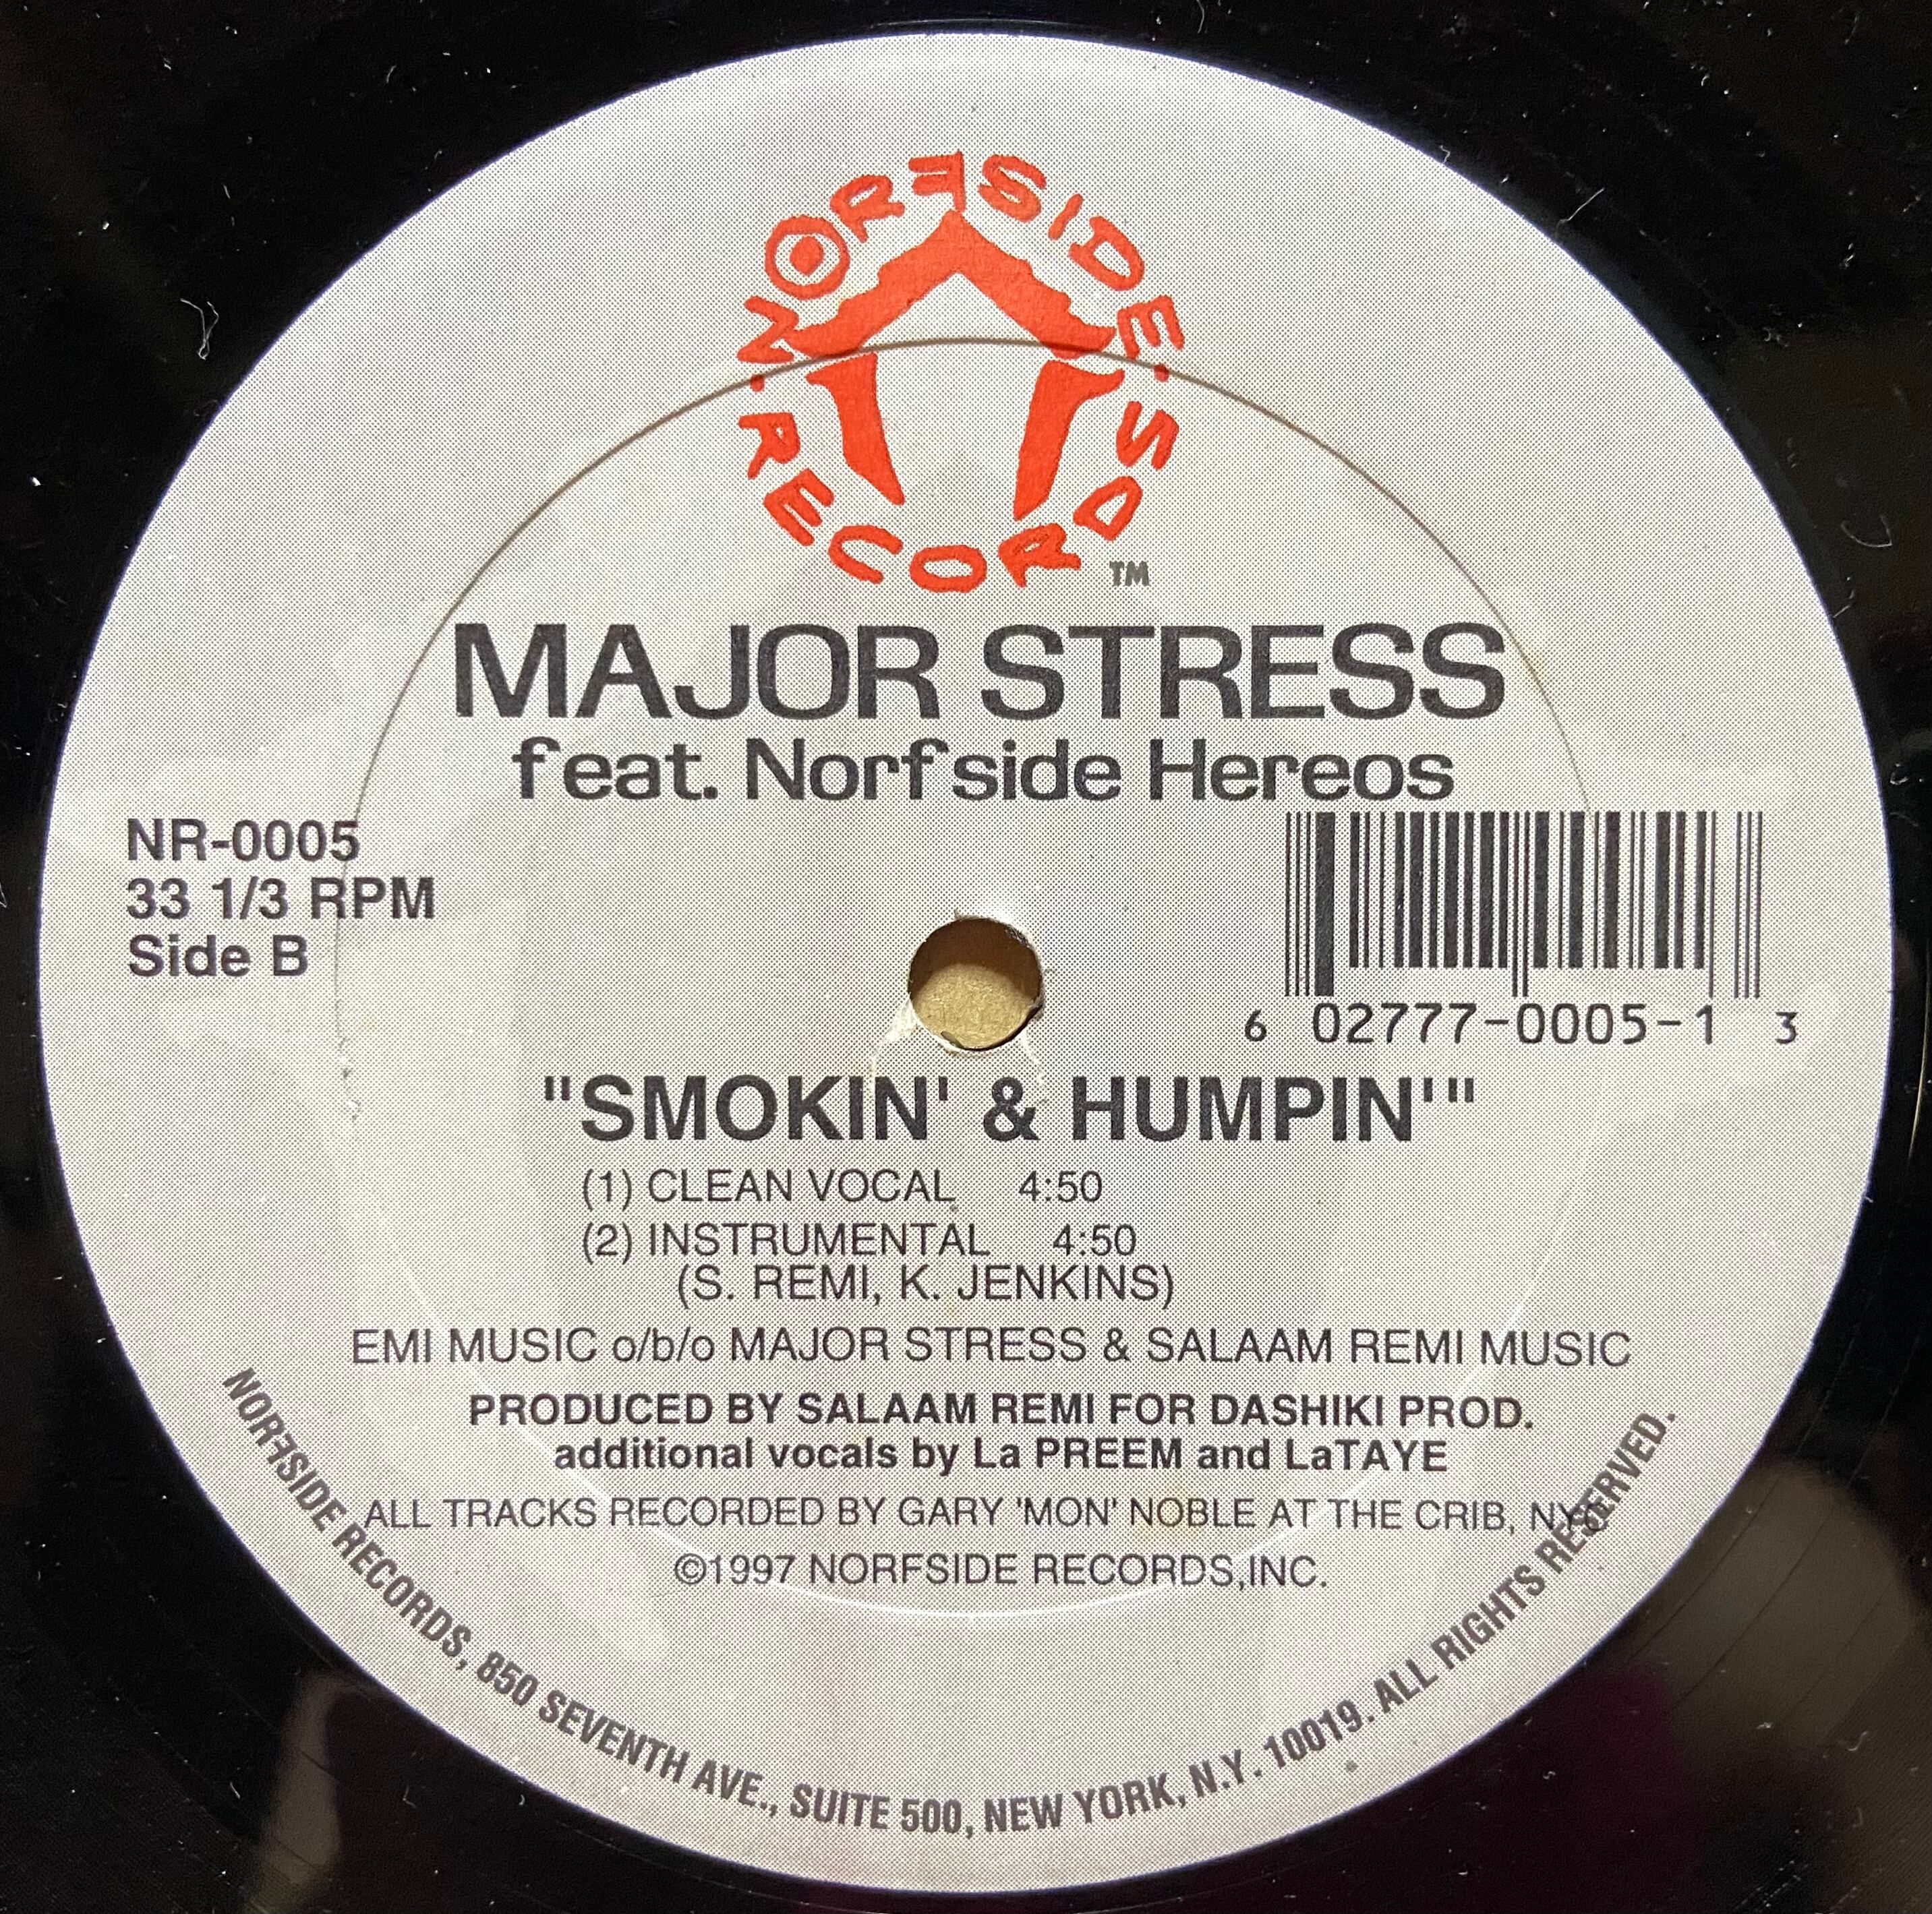 NORFSIDE. RECORDS.
TM
MAJOR STRESS
feat. Norfside Hereos
NR-0005
33 1/3 RPM
Side B
6 02777-0005-1 3
"SMOKIN' & HUMPIN'"
(1) CLEAN VOCAL 4:50
(2) INSTRUMENTAL 4:50
(S. REMI, K. JENKINS)
EMI MUSIC o/b/o MAJOR STRESS & SALAAM REMI MUSIC
PRODUCED BY SALAAM REMI FOR DASHIKI PROD.
additional vocals by La PREEM and LaTAYE
ALL TRACKS RECORDED BY GARY 'MON' NOBLE AT THE CRIB, NYC
©1997 NORFSIDE RECORDS,INC.
NORFSIDE RECORDS, 850 SEVENTH AVE., SUITE 500, NEW YORK, N.Y. 10019. ALL RIGHTS RESERVED.